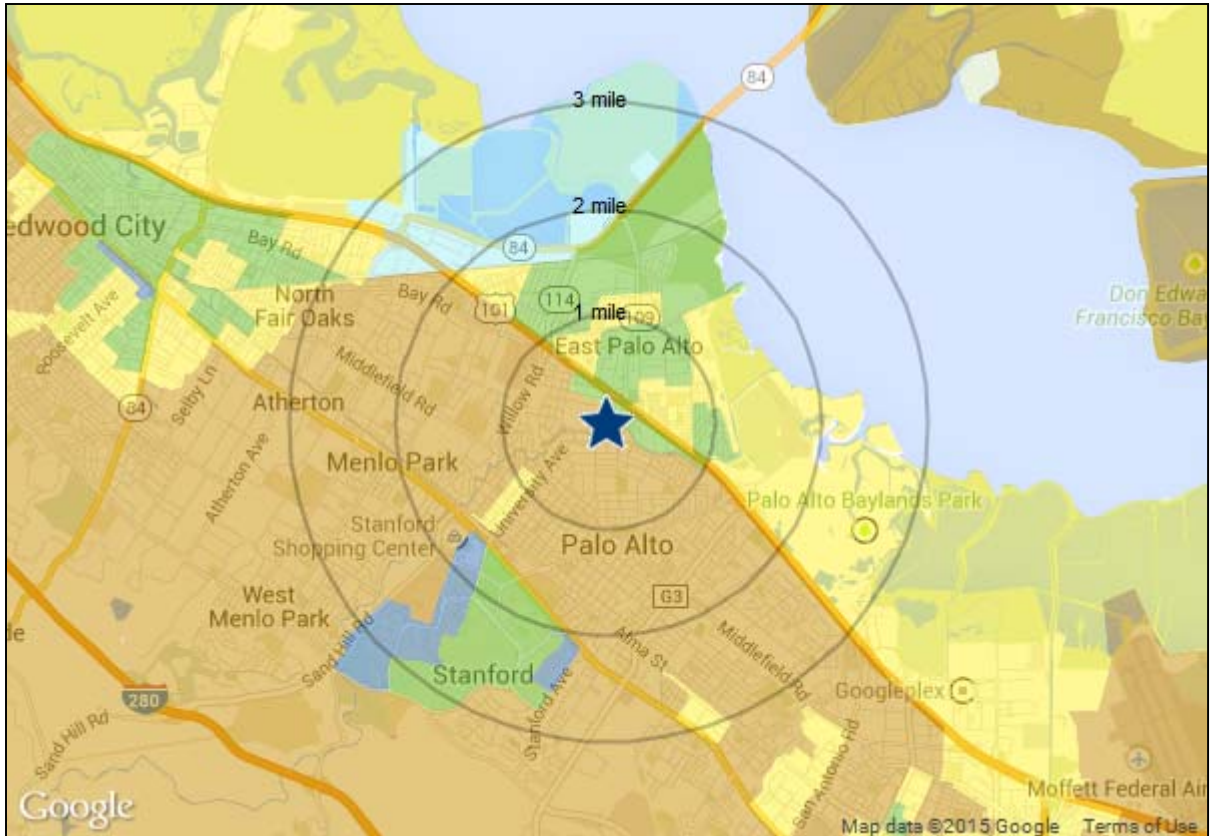 84
3 mile
2 mile
edwood City
Bay Rd
84
North
Fair Oaks
Bay Rd
101
114
1 mile
109
East Palo Alto
Don Edwa
Francisco Bay
Roosevelt Ave
Selby Ln
Middlefield Rd
Willow Rd
84
Atherton
Atherton Ave
Menlo Park
University Ave
Stanford
Shopping Center
Palo Alto Baylands Park
Palo Alto
West
Menlo Park
G3
de
Sand Hill Rd
Alma St
Middlefield Rd
Stanford
Stanford Ave
Googleplex
280
Sand Hill Rd
San Antonio Rd
Moffett Federal Air
Google
Map data ©2015 Google
Terms of Use